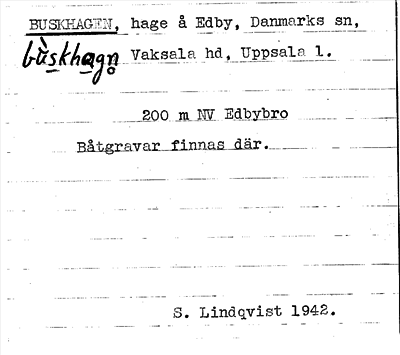 BUSKHAGEN, hage å Edby, Danmarks sn,
bùskhagn̥ Vaksala hd, Uppsala l.
200 m NV Edbybro
Båtgravar finnas där.
S. Lindqvist 1942.